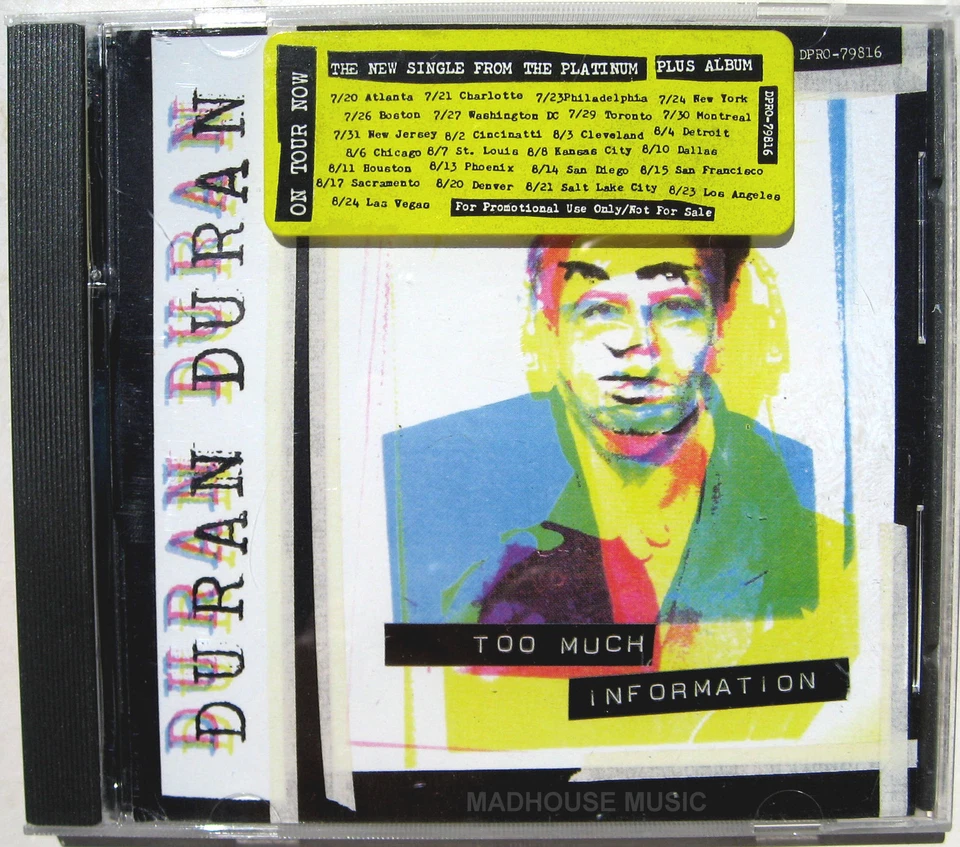 DURAN DURAN
ON TOUR NOW
THE NEW SINGLE FROM THE PLATINUM PLUS ALBUM
7/20 Atlanta 7/21 Charlotte 7/23Philadelphia 7/24 New York
7/26 Boston 7/27 Washington DC 7/29 Toronto 7/30 Montreal
7/31 New Jersey 8/2 Cincinatti 8/3 Cleveland 8/4 Detroit
8/6 Chicago 8/7 St. Louis 8/8 Kansas City 8/10 Dallas
8/11 Houston 8/13 Phoenix 8/14 San Diego 8/15 San Francisco
8/17 Sacramento 8/20 Denver 8/21 Salt Lake City 8/23 Los Angeles
8/24 Las Vegas For Promotional Use Only/Not For Sale
DPRO-79816
DPRO-79816
TOO MUCH
INFORMATION
MADHOUSE MUSIC